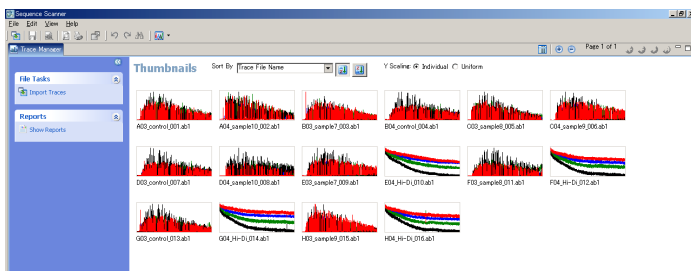 Sequence Scanner
File Edit View Help
Trace Manager
Page 1 of 1
Thumbnails Sort By Trace File Name Y Scaling: Individual Uniform
File Tasks
Import Traces
Reports
Show Reports
A03_control_001.ab1 A04_sample10_002.ab1 B03_sample7_003.ab1 B04_control_004.ab1 C03_sample8_005.ab1 C04_sample9_006.ab1
D03_control_007.ab1 D04_sample10_008.ab1 E03_sample7_009.ab1 E04_Hi-Di_010.ab1 F03_sample8_011.ab1 F04_Hi-Di_012.ab1
G03_control_013.ab1 G04_Hi-Di_014.ab1 H03_sample9_015.ab1 H04_Hi-Di_016.ab1